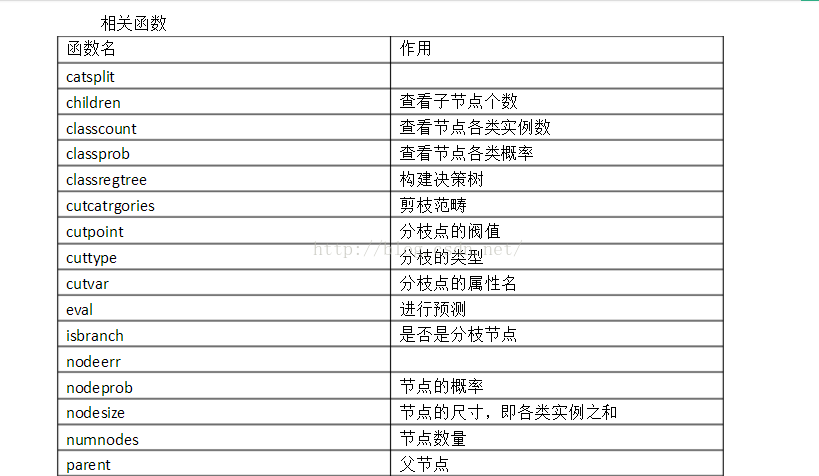 相关函数
函数名 作用
catsplit
children 查看子节点个数
classcount 查看节点各类实例数
classprob 查看节点各类概率
classregtree 构建决策树
cutcatrgories 剪枝范畴
cutpoint 分枝点的阀值
cuttype 分枝的类型
cutvar 分枝点的属性名
eval 进行预测
isbranch 是否是分枝节点
nodeerr
nodeprob 节点的概率
nodesize 节点的尺寸，即各类实例之和
numnodes 节点数量
parent 父节点